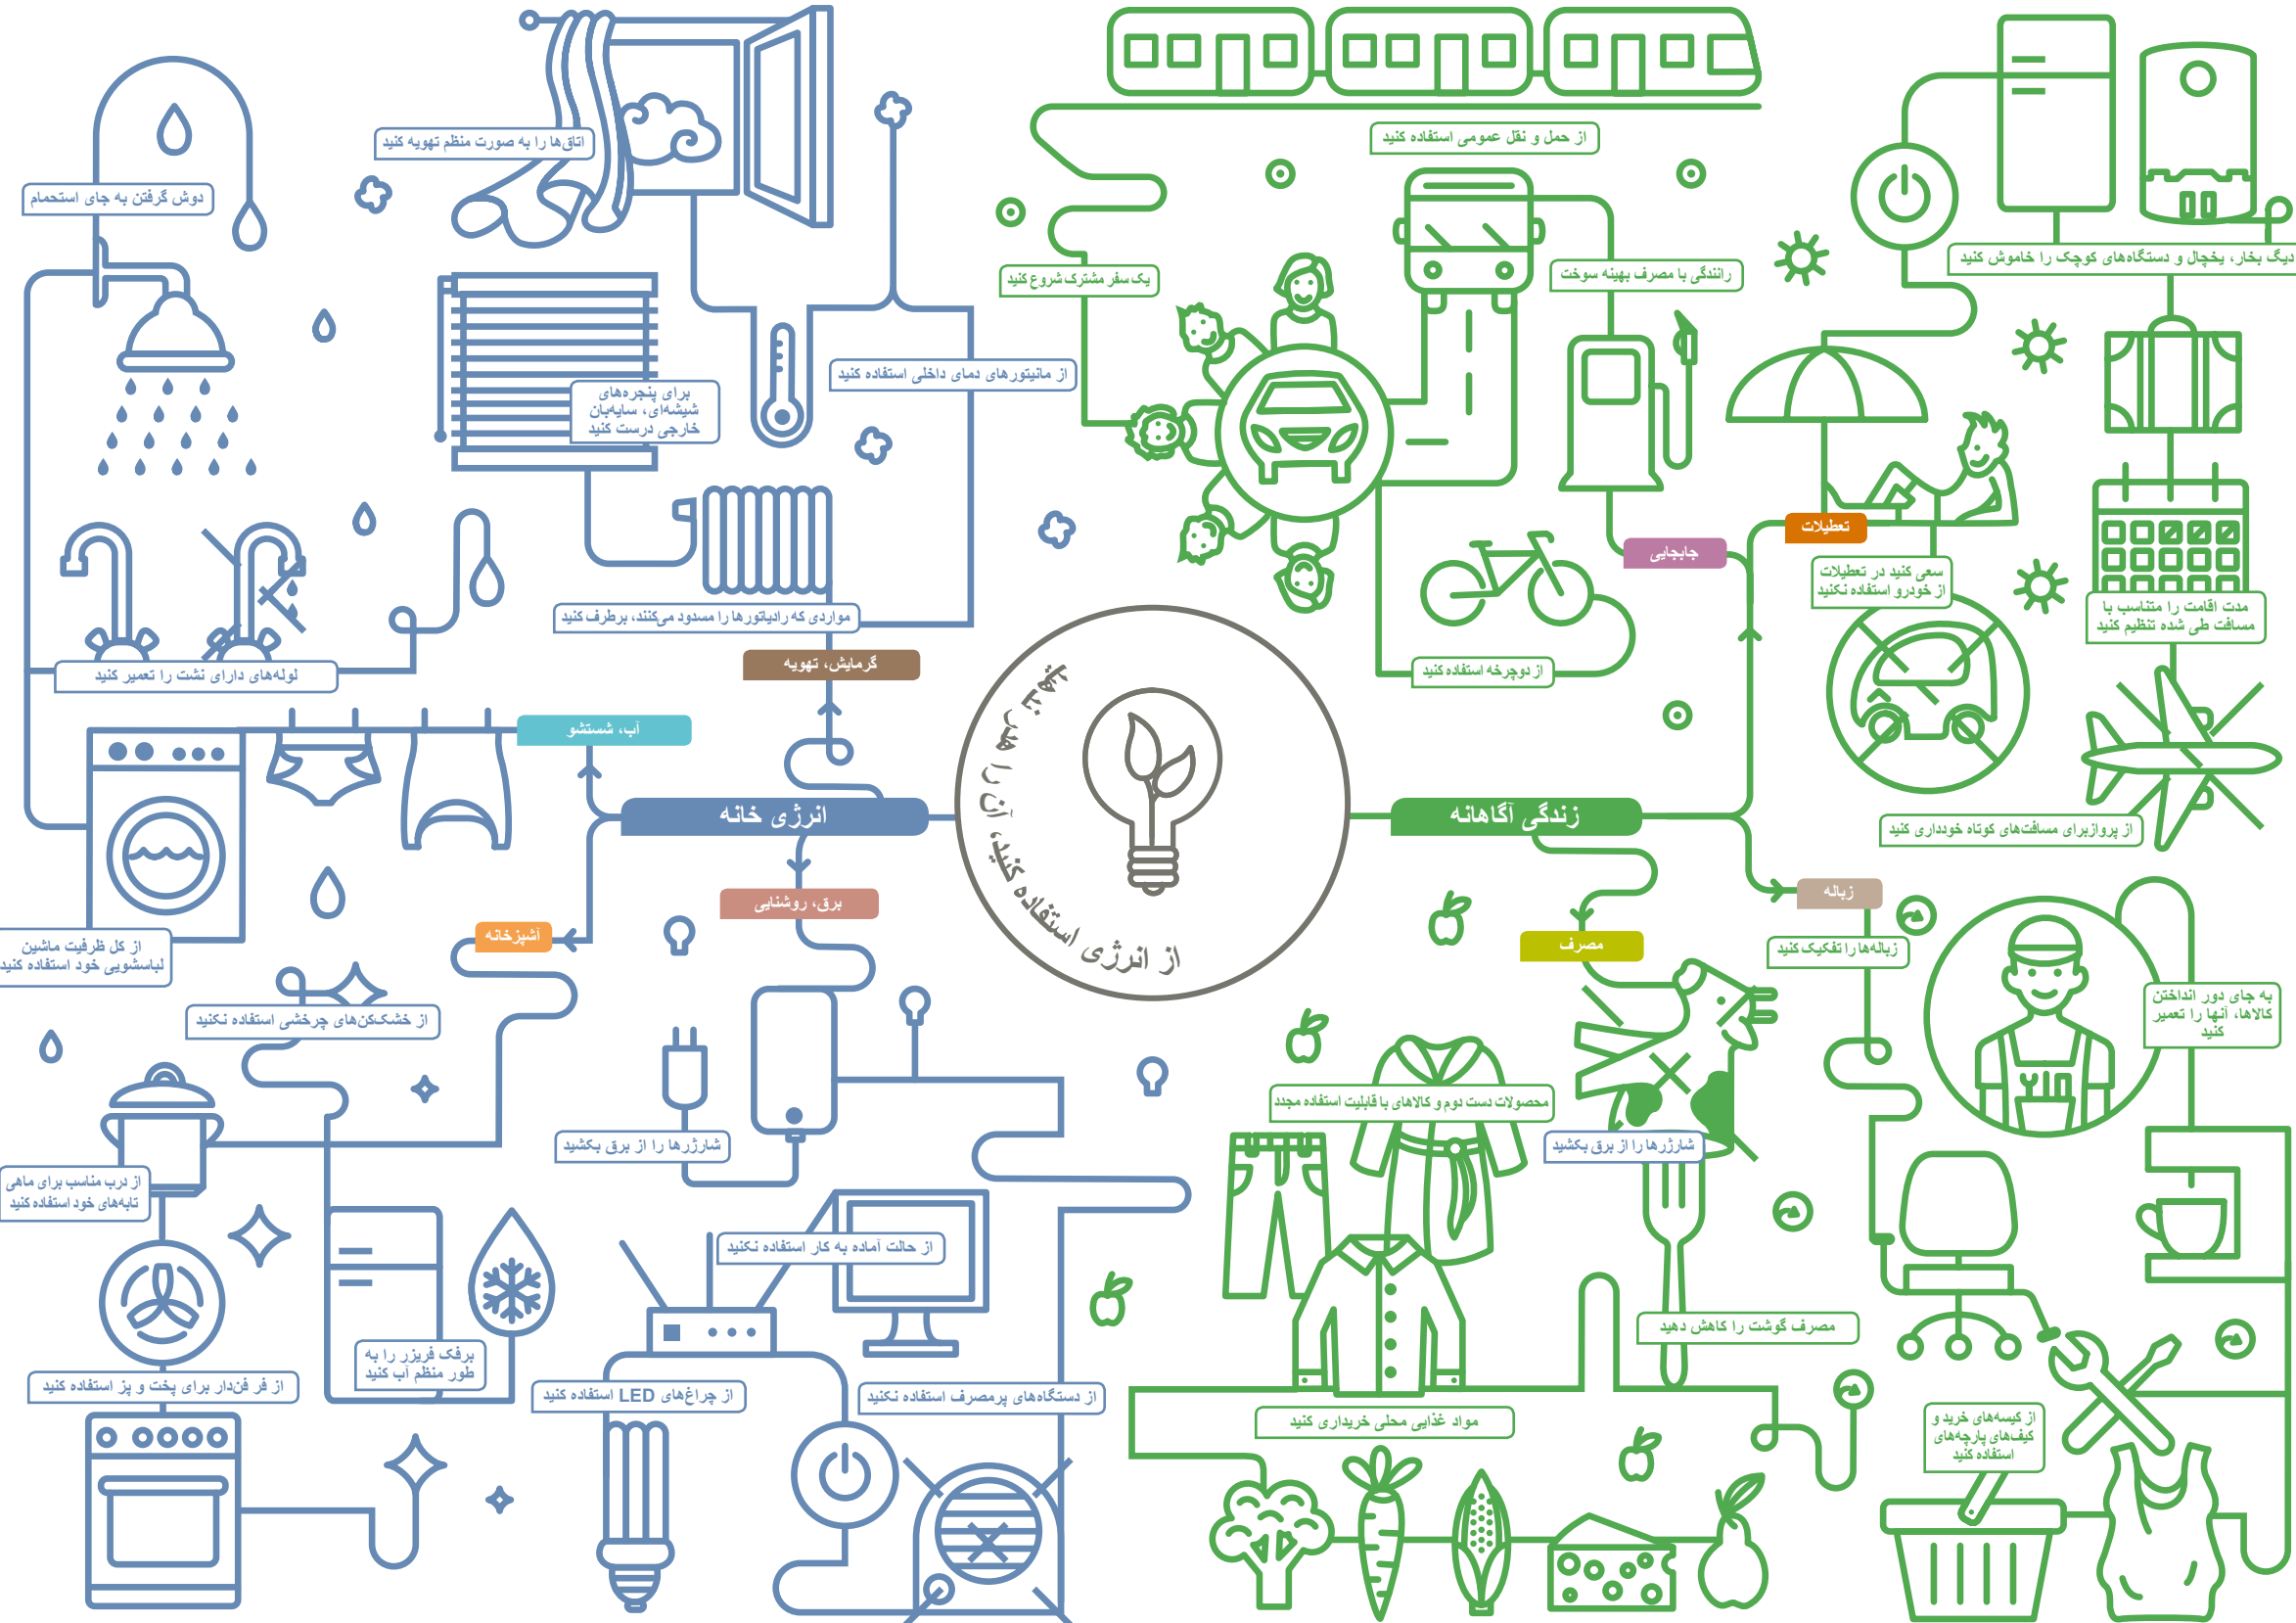 از حمل و نقل عمومی استفاده کنید
اتاق‌ها را به صورت منظم تهویه کنید
دوش گرفتن به جای استحمام
دیگ بخار، یخچال و دستگاه‌های کوچک را خاموش کنید
رانندگی با مصرف بهینه سوخت
یک سفر مشترک شروع کنید
از مانیتورهای دمای داخلی استفاده کنید
برای پنجره‌های
شیشه‌ای، سایه‌بان
خارجی درست کنید
تعطیلات
جابجایی
سعی کنید در تعطیلات
از خودرو استفاده نکنید
مدت اقامت را متناسب با
مسافت طی شده تنظیم کنید
مواردی که رادیاتورها را مسدود می‌کنند، برطرف کنید
گرمایش، تهویه
لوله‌های دارای نشت را تعمیر کنید
از دوچرخه استفاده کنید
آب، شستشو
زندگی آگاهانه
انرژی خانه
از انرژی استفاده کنید، آن را هدر
از پروازبرای مسافت‌های کوتاه خودداری کنید
زباله
برق، روشنایی
آشپزخانه
مصرف
زباله‌ها را تفکیک کنید
از کل ظرفیت ماشین
لباسشویی خود استفاده کنید
به جای دور انداختن
کالاها، آنها را تعمیر
کنید
از خشک‌کن‌های چرخشی استفاده نکنید
محصولات دست دوم و کالاهای با قابلیت استفاده مجدد
شارژرها را از برق بکشید
شارژرها را از برق بکشید
از درب مناسب برای ماهی
تابه‌های خود استفاده کنید
از حالت آماده به کار استفاده نکنید
مصرف گوشت را کاهش دهید
برفک فریزر را به
طور منظم آب کنید
از فر فن‌دار برای پخت و پز استفاده کنید
از چراغ‌های LED استفاده کنید
از دستگاه‌های پرمصرف استفاده نکنید
مواد غذایی محلی خریداری کنید
از کیسه‌های خرید و
کیف‌های پارچه‌های
استفاده کنید